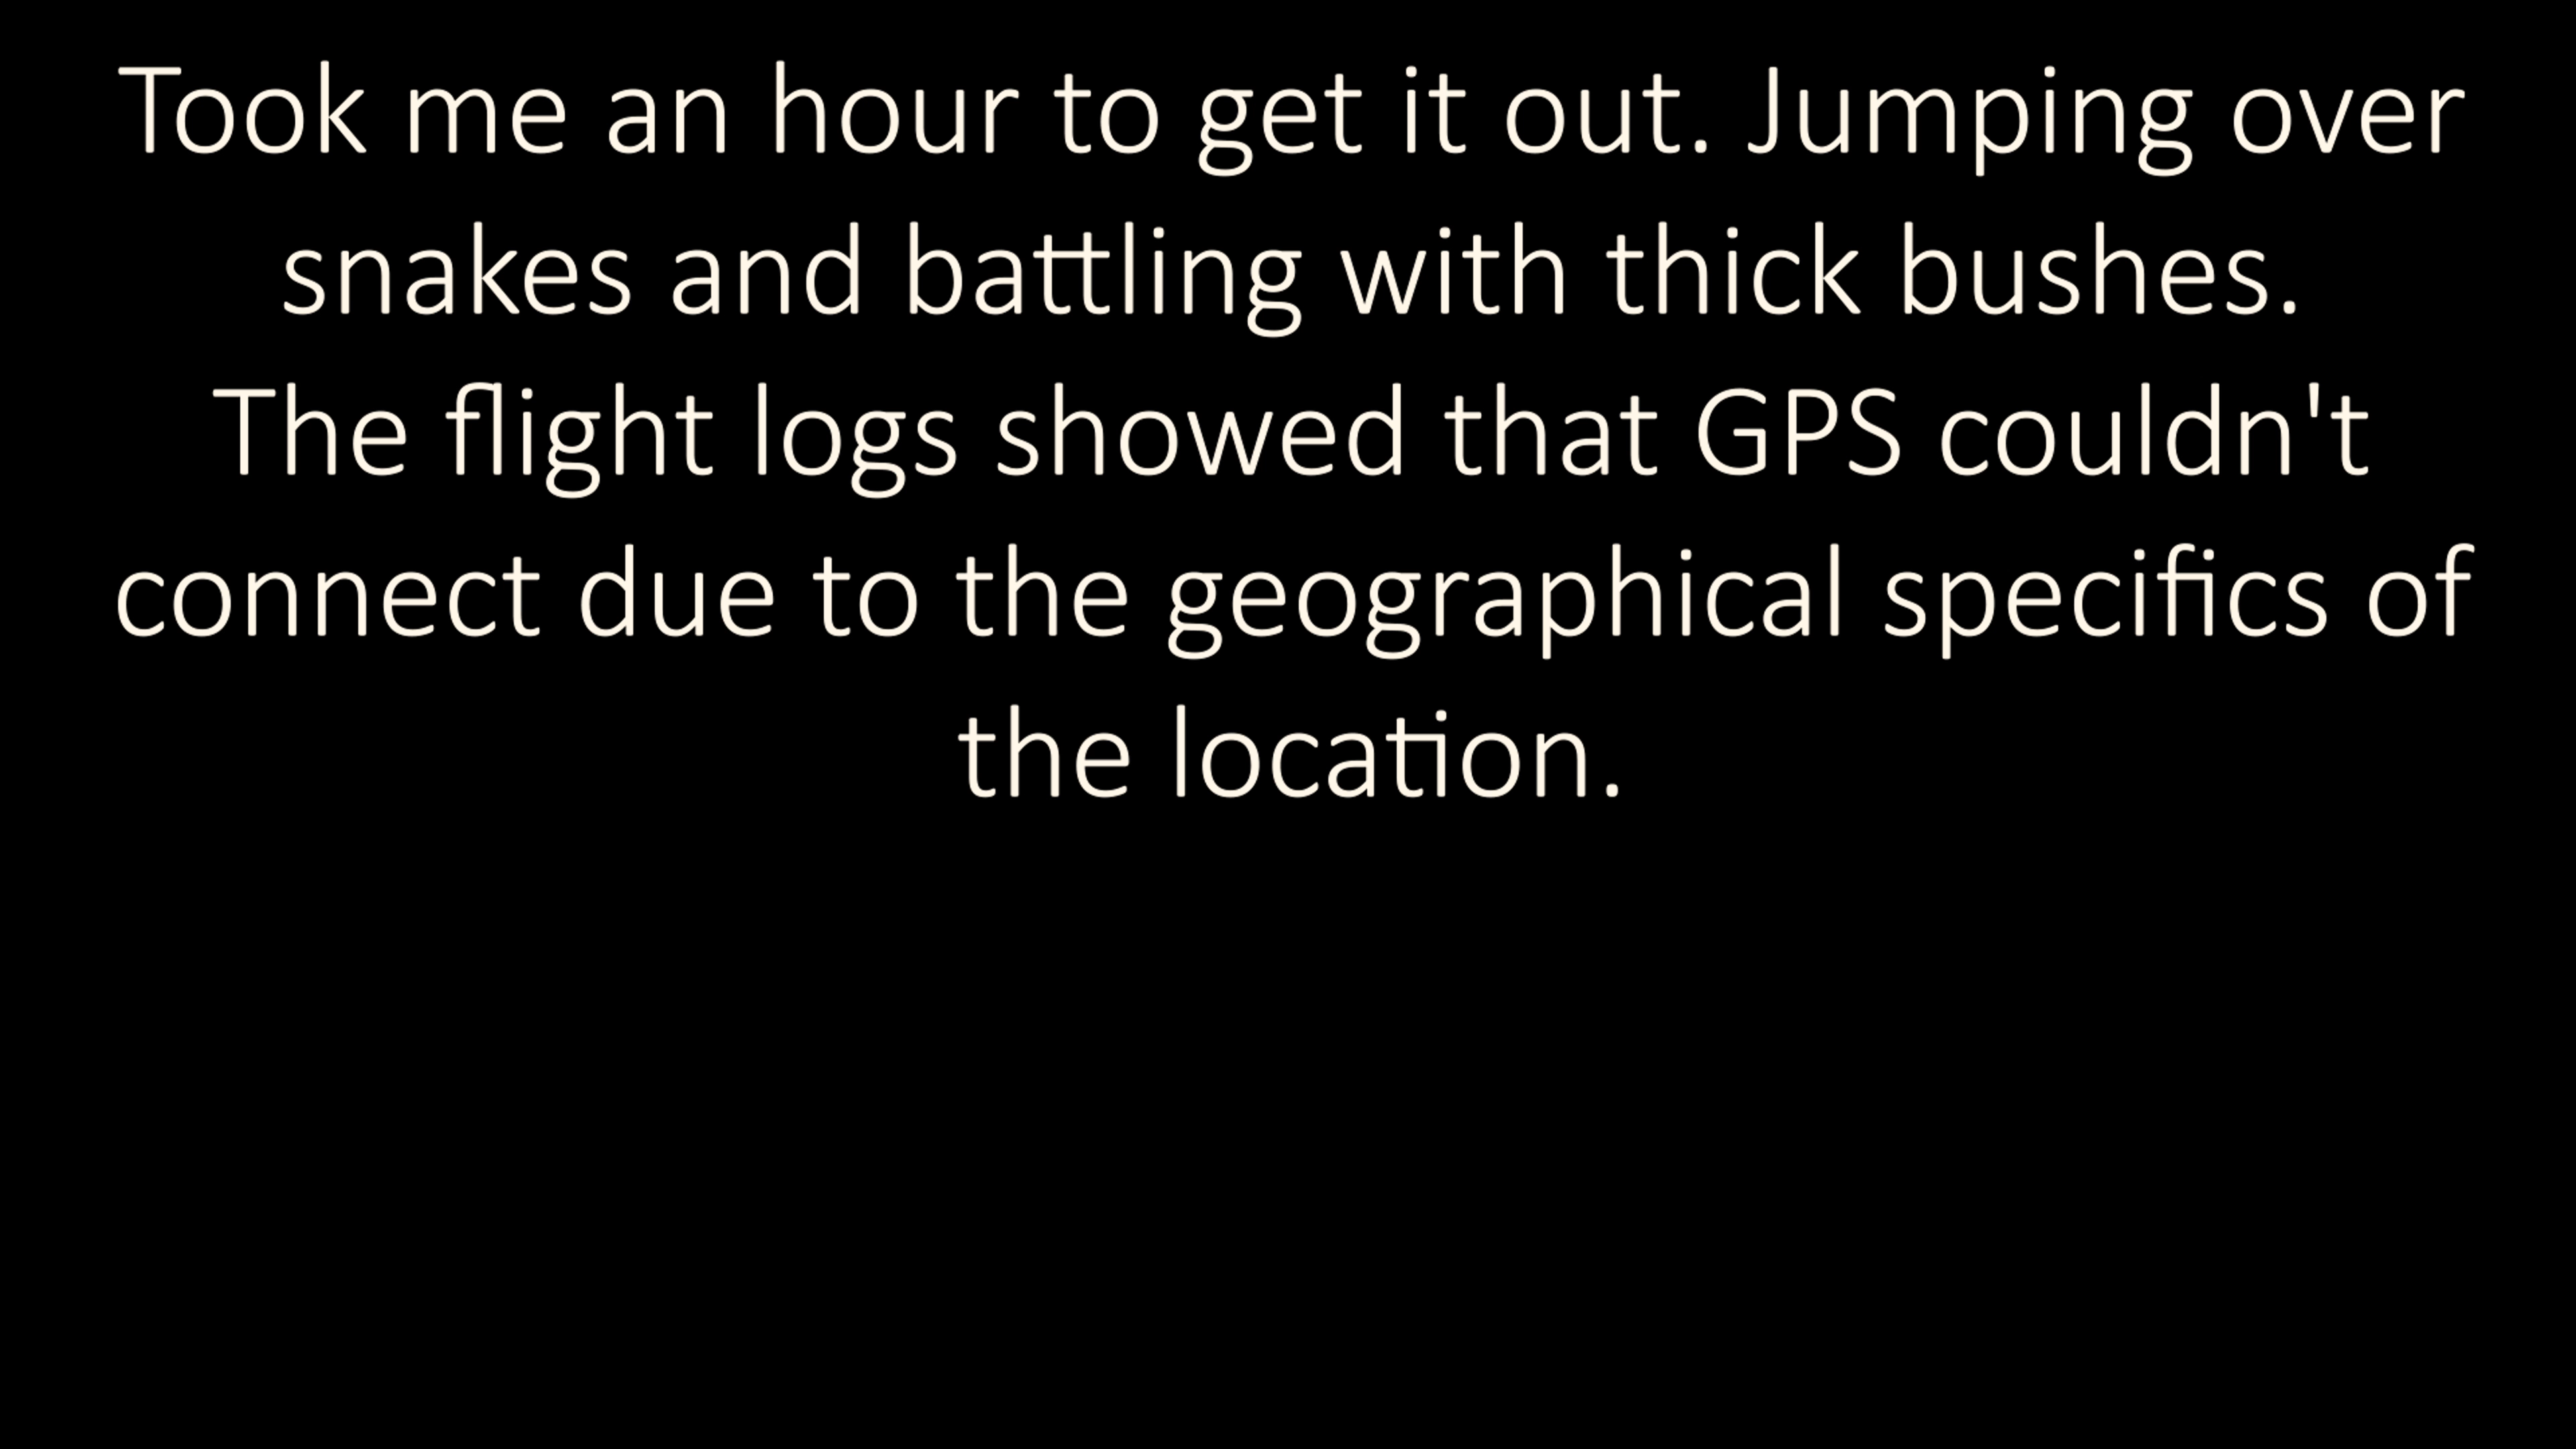 Took me an hour to get it out. Jumping over
snakes and battling with thick bushes.
The flight logs showed that GPS couldn't
connect due to the geographical specifics of
the location.